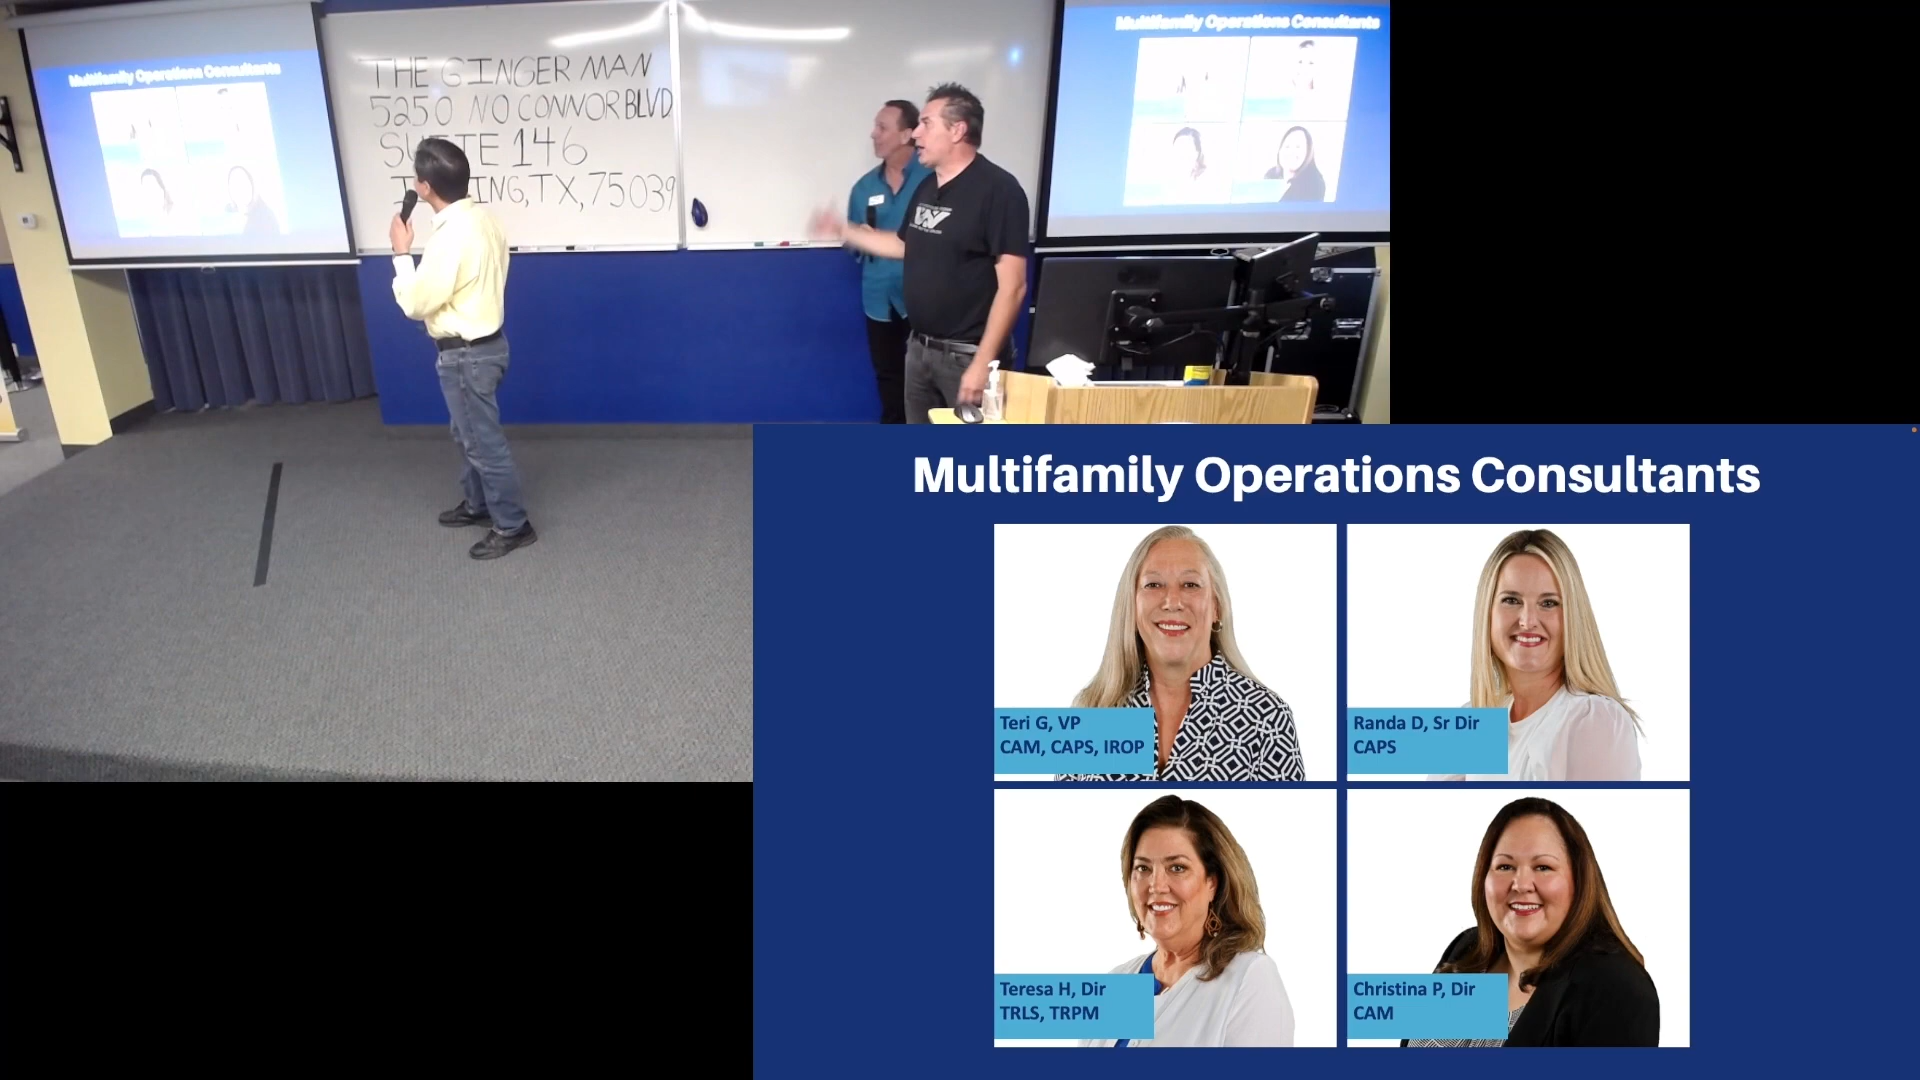 Multifamily Operations Consultants
THE GINGER MAN
5250 NO CONNOR BLVD
SUITE 146
ING, TX, 75039
Multifamily Operations Consultants
Multifamily Operations Consultants
Teri G, VP
CAM, CAPS, IROP
Randa D, Sr Dir
CAPS
Teresa H, Dir
TRLS, TRPM
Christina P, Dir
CAM